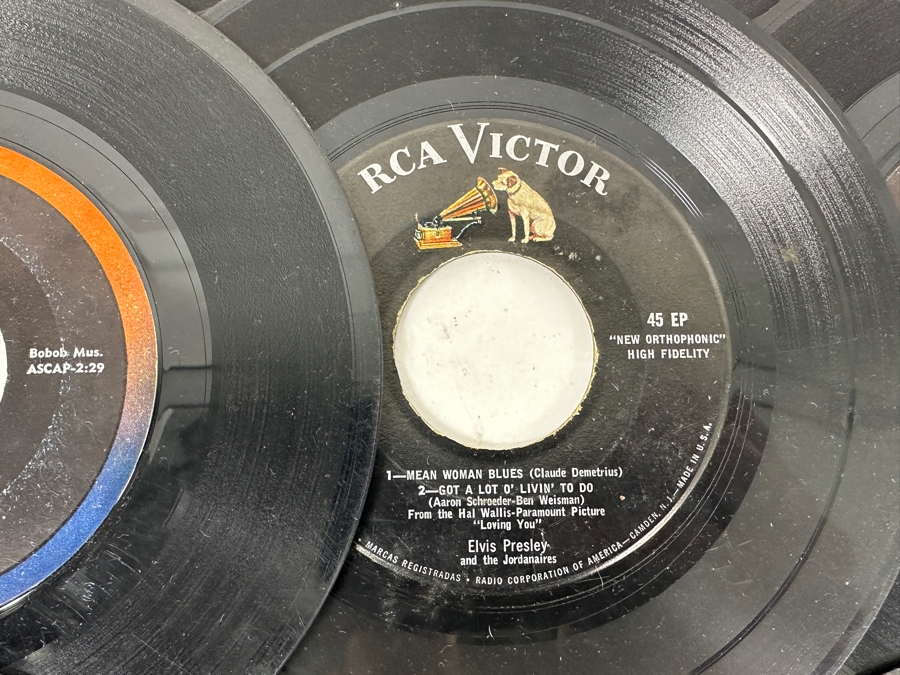 Bobob Mus.
ASCAP-2:29
RCA VICTOR
45 EP
"NEW ORTHOPHONIC"
HIGH FIDELITY
1—MEAN WOMAN BLUES (Claude Demetrius)
2—GOT A LOT O' LIVIN' TO DO
(Aaron Schroeder-Ben Weisman)
From the Hal Wallis-Paramount Picture
"Loving You"
Elvis Presley
and the Jordanaires
MARCAS REGISTRADAS • RADIO CORPORATION OF AMERICA—CAMDEN, N. J.—MADE IN U. S. A.